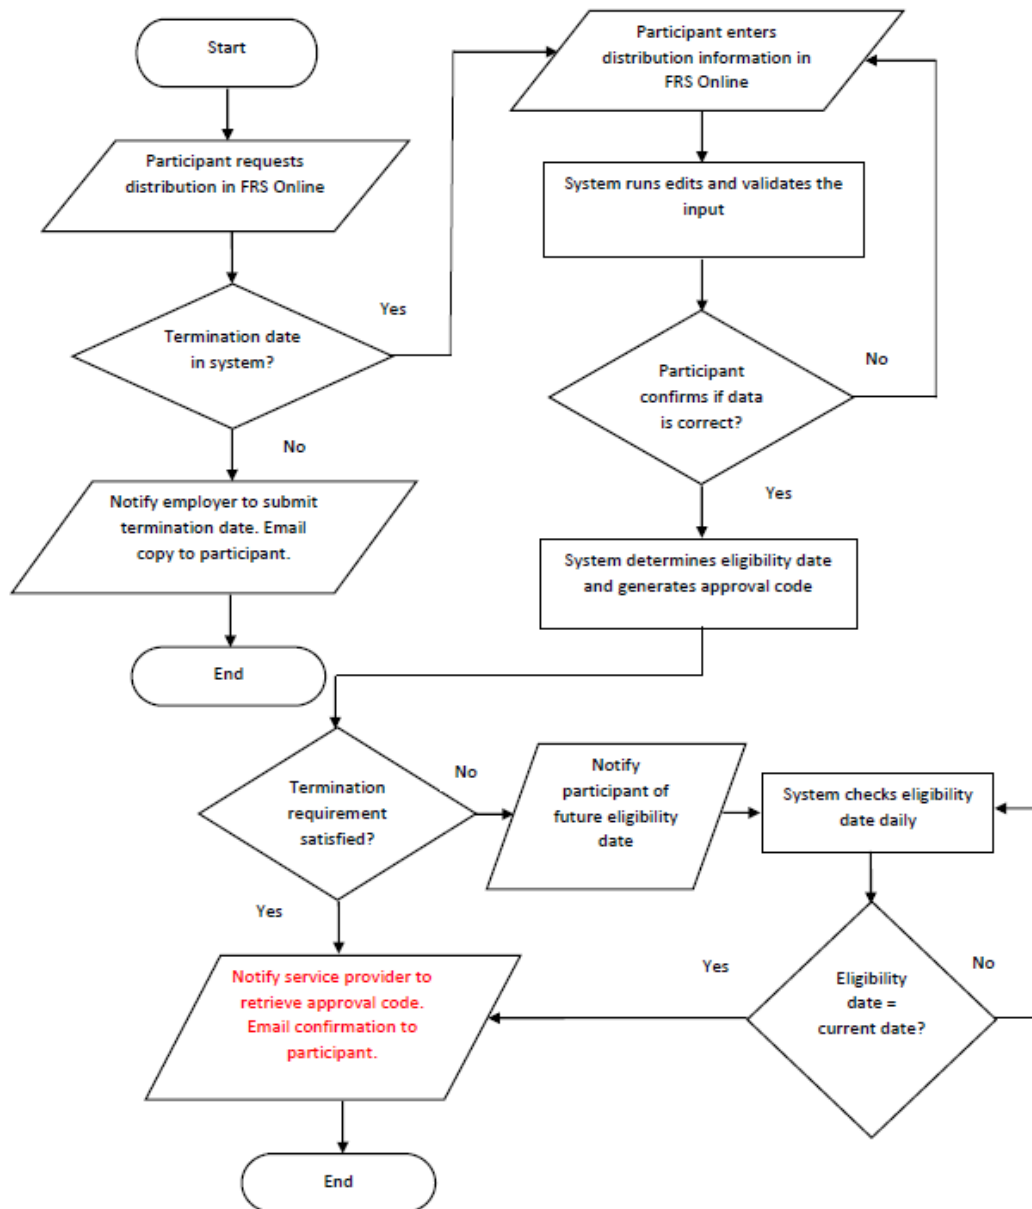 Start
Participant requests
distribution in FRS Online
Termination date
in system?
Yes
No
Notify employer to submit
termination date. Email
copy to participant.
End
Participant enters
distribution information in
FRS Online
System runs edits and validates the
input
Participant
confirms if data
is correct?
No
Yes
System determines eligibility date
and generates approval code
Termination
requirement
satisfied?
No
Notify
participant of
future eligibility
date
System checks eligibility
date daily
Yes
Notify service provider to
retrieve approval code.
Email confirmation to
participant.
Yes
Eligibility
date =
current date?
No
End